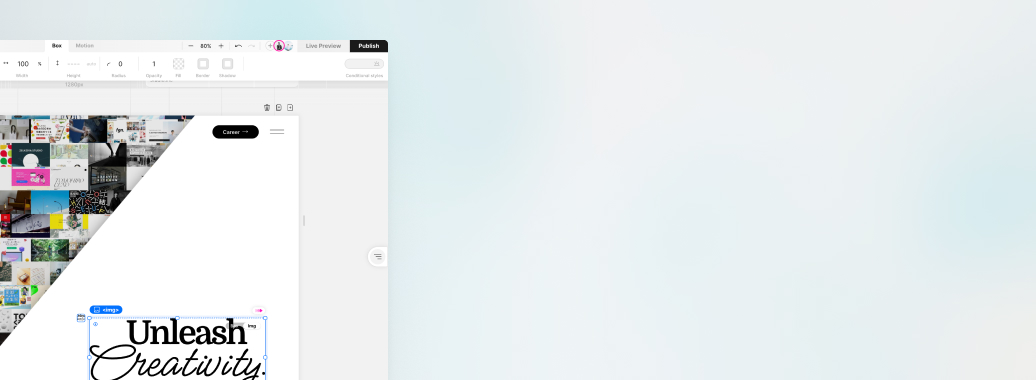 Box Motion
80%
Live Preview
Publish
100 %
0
1
Width
Height
Radius
Opacity
Fill
Border
Shadow
Conditional styles
1280px
Career →
<img>
Img
Unleash
Creativity.